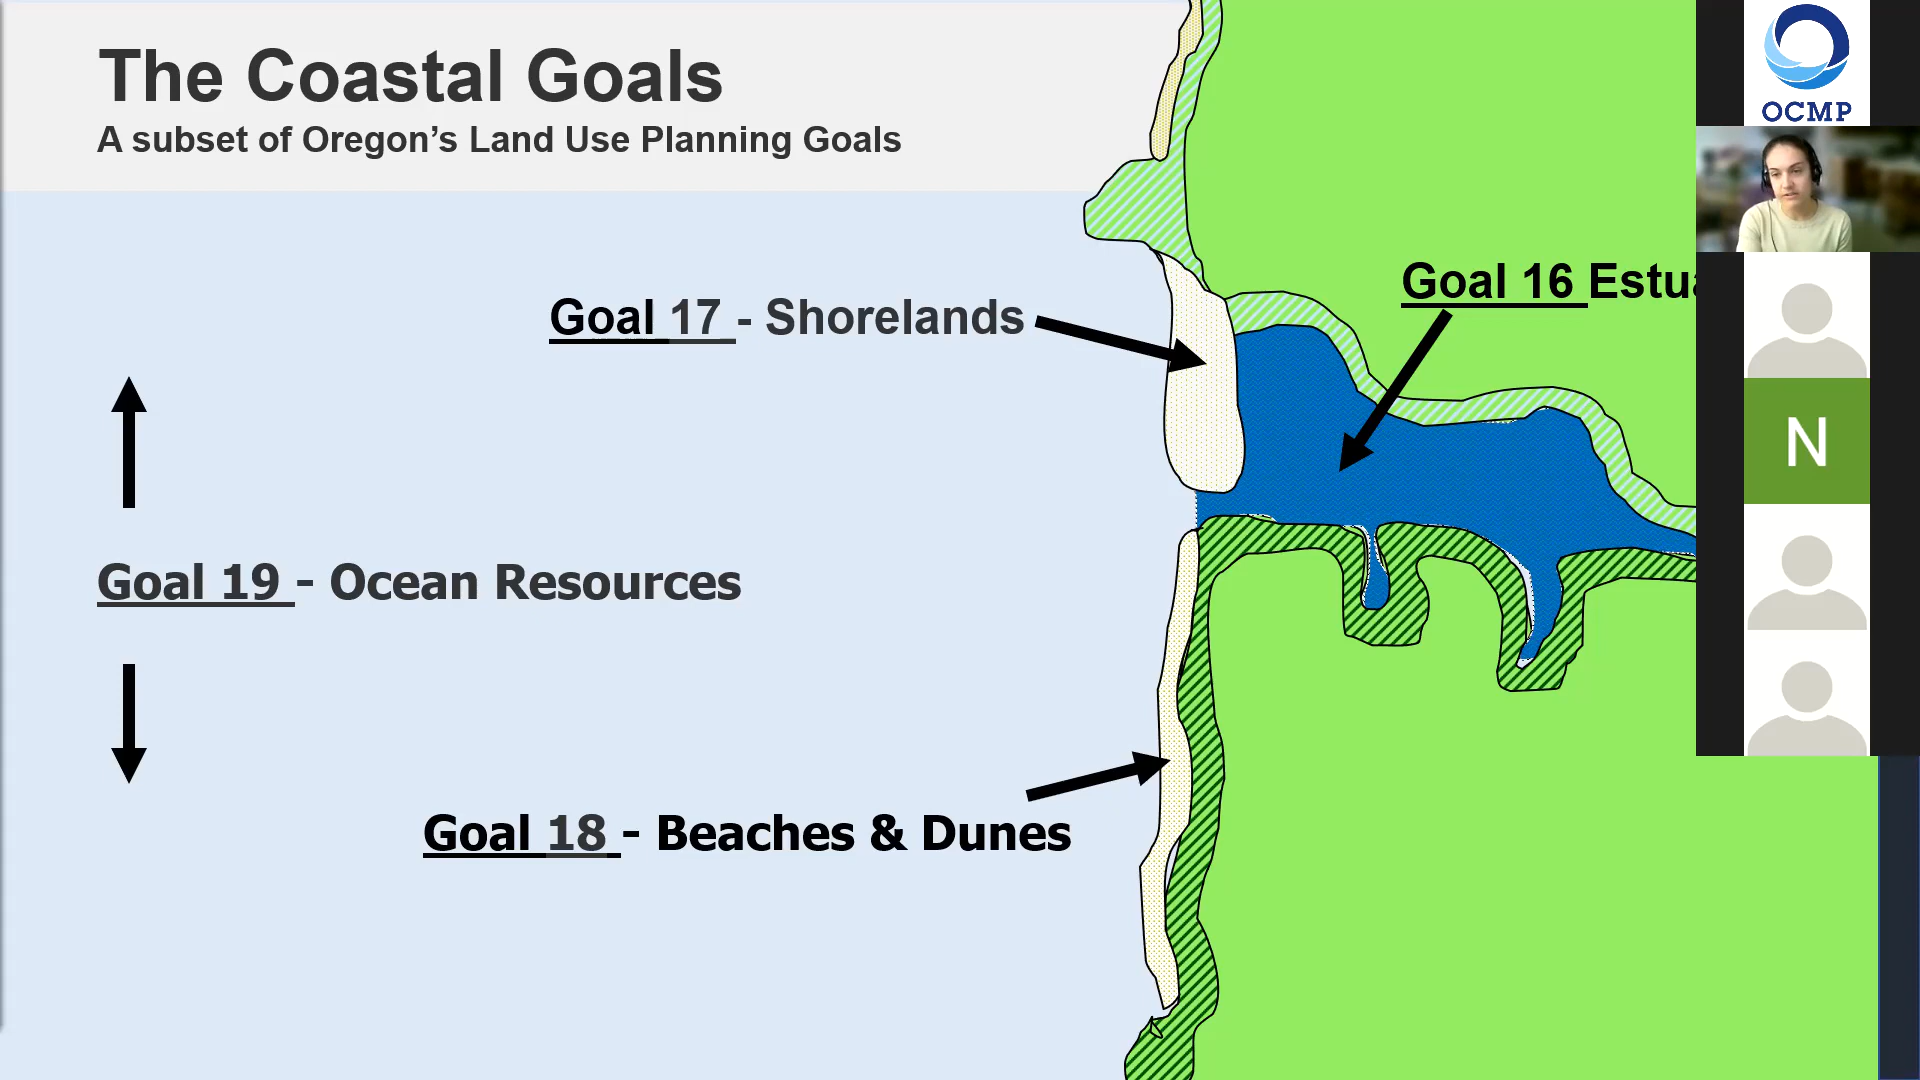 The Coastal Goals
A subset of Oregon’s Land Use Planning Goals
OCMP
Goal 16 Estua
Goal 17 - Shorelands
N
Goal 19 - Ocean Resources
Goal 18 - Beaches & Dunes